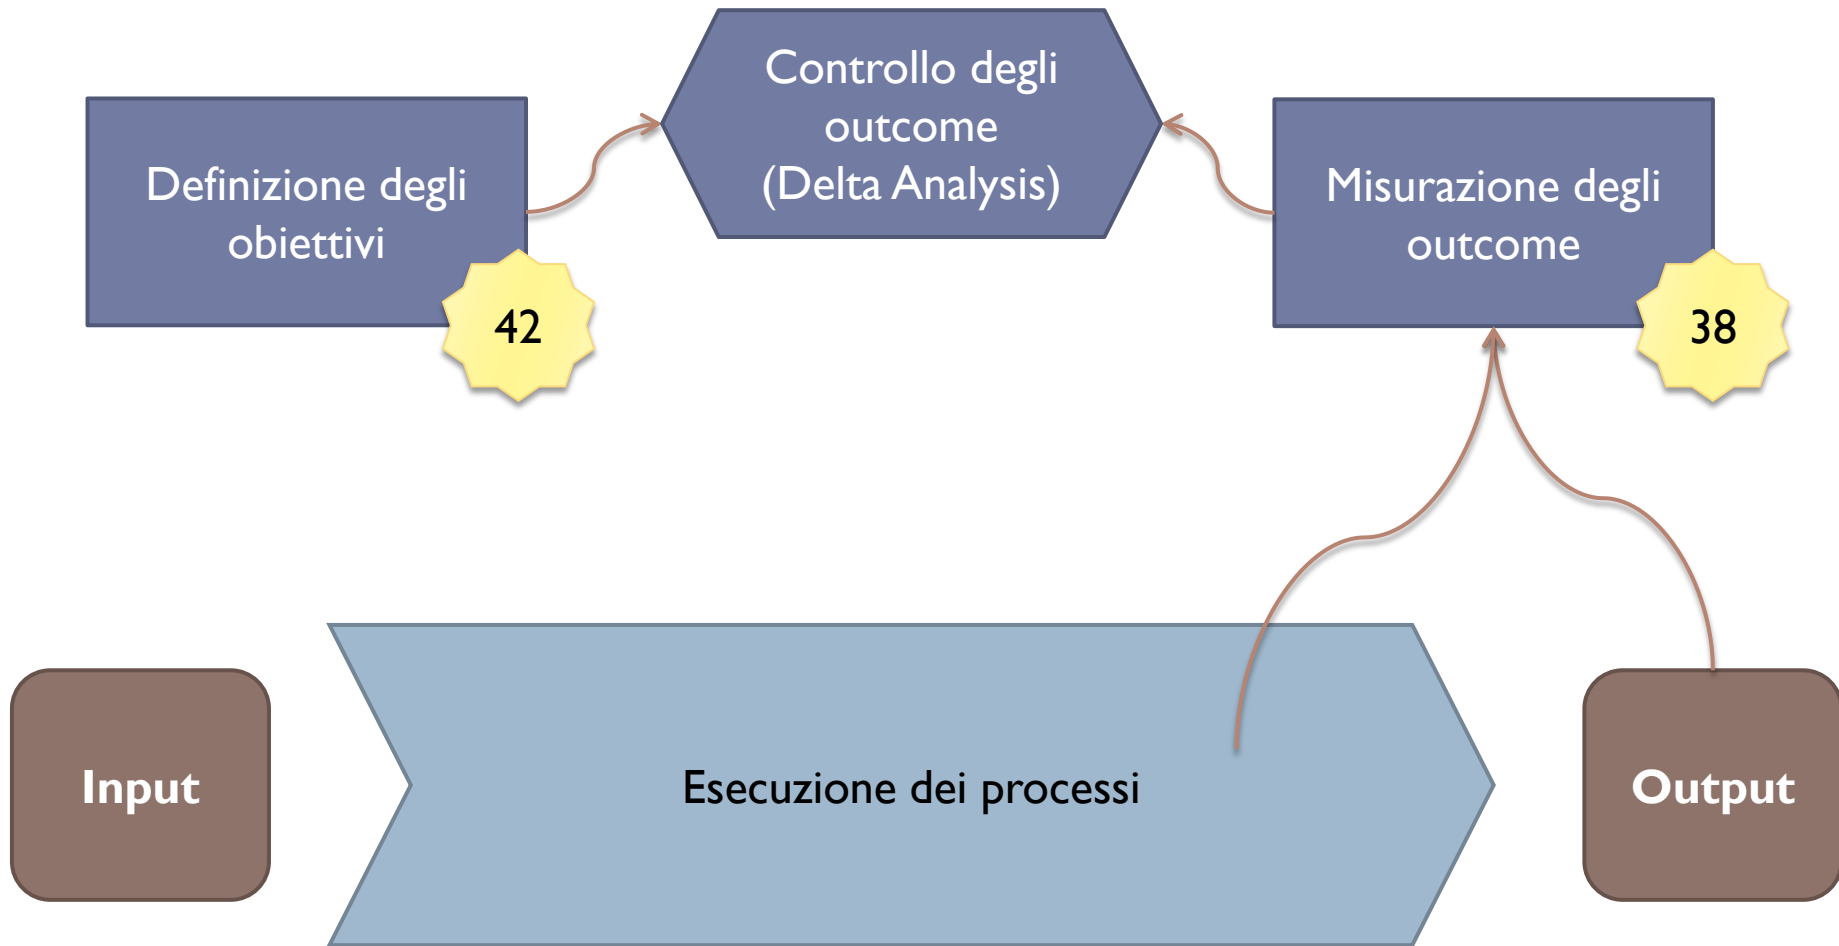 Controllo degli
outcome
(Delta Analysis)
Definizione degli
obiettivi
42
Misurazione degli
outcome
38
Input
Esecuzione dei processi
Output